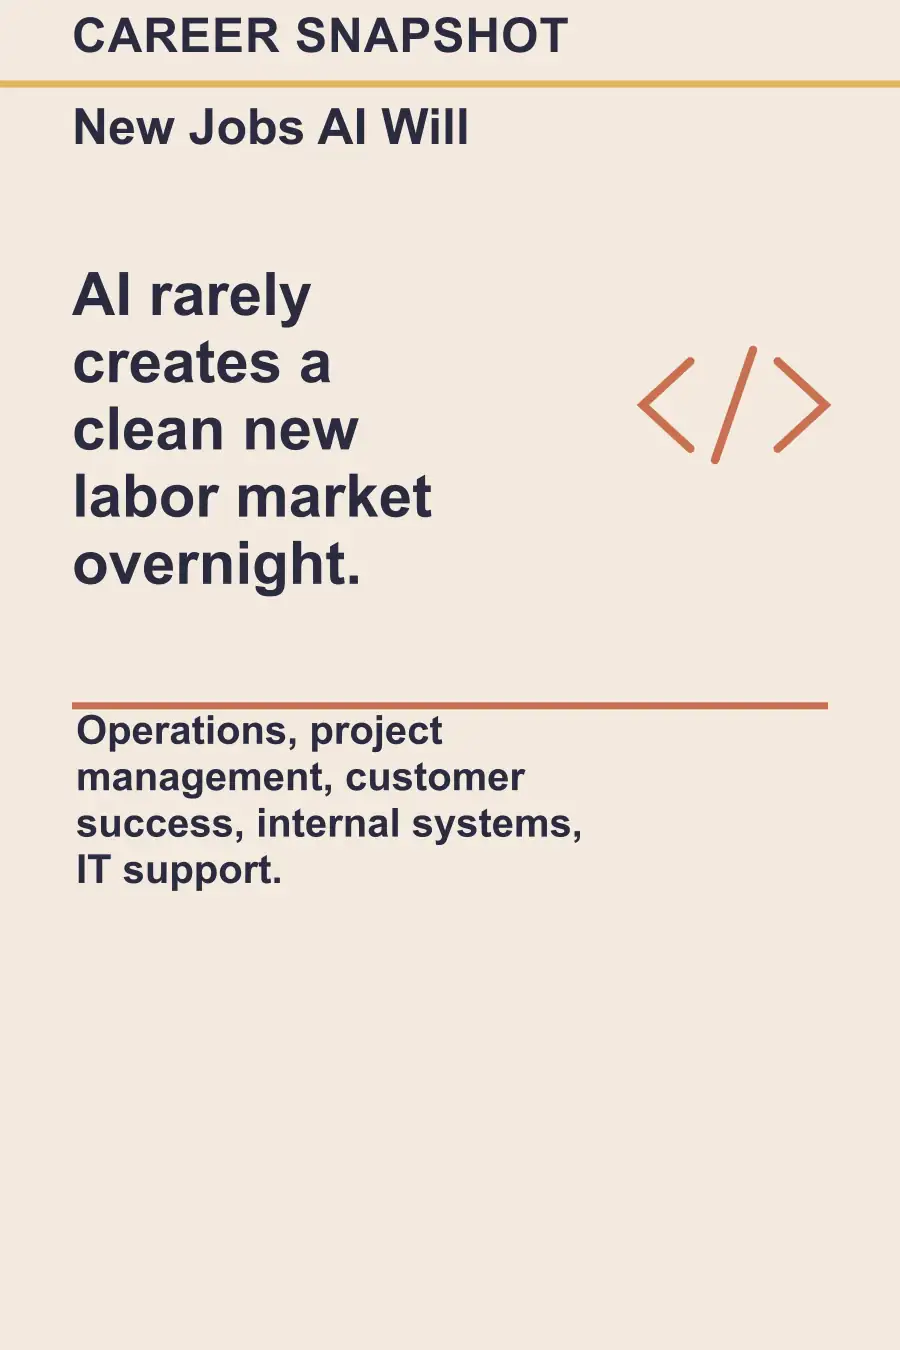 CAREER SNAPSHOT
New Jobs AI Will
AI rarely
creates a
clean new
labor market
overnight.
Operations, project
management, customer
success, internal systems,
IT support.